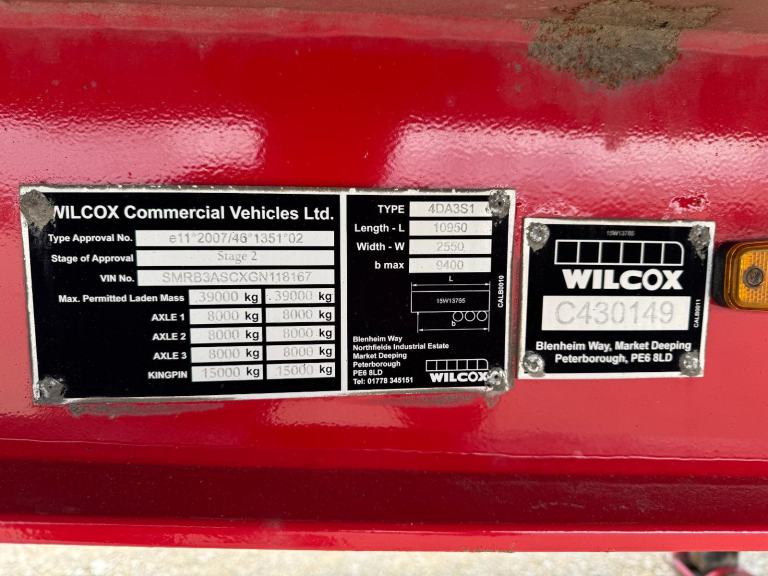 WILCOX Commercial Vehicles Ltd.
Type Approval No. e11*2007/46*1351*02
Stage of Approval Stage 2
VIN No. SMRB3ASCXGN118167
Max. Permitted Laden Mass 39000 kg 39000 kg
AXLE 1 8000 kg 8000 kg
AXLE 2 8000 kg 8000 kg
AXLE 3 8000 kg 8000 kg
KINGPIN 15000 kg 15000 kg
TYPE 4DA3S1
Length - L 10950
Width - W 2550
b max 9400
L
15W13765
b
CALB0010
Blenheim Way
Northfields Industrial Estate
Market Deeping
Peterborough
PE6 8LD
Tel: 01778 345151
WILCOX
15W13765
WILCOX
C430149
CALB0011
Blenheim Way, Market Deeping
Peterborough, PE6 8LD